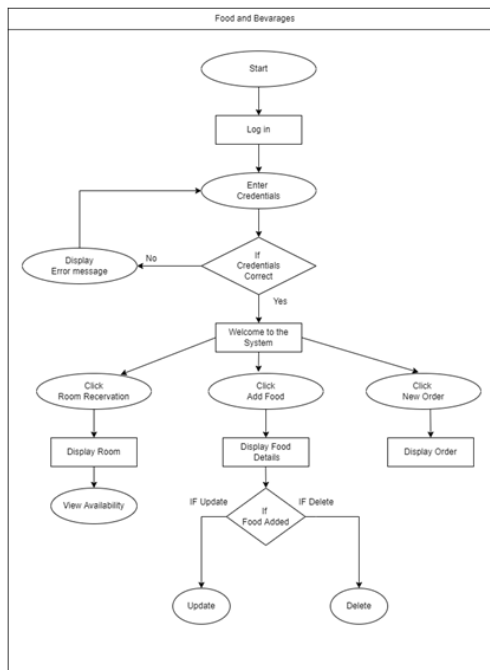 Food and Bevarages
Start
Log in
Enter
Credentials
If
Credentials
Correct
No
Display
Error message
Yes
Welcome to the
System
Click
Room Recervation
Click
Add Food
Click
New Order
Display Room
Display Food
Details
Display Order
View Availability
IF Update
IF Delete
If
Food Added
Update
Delete